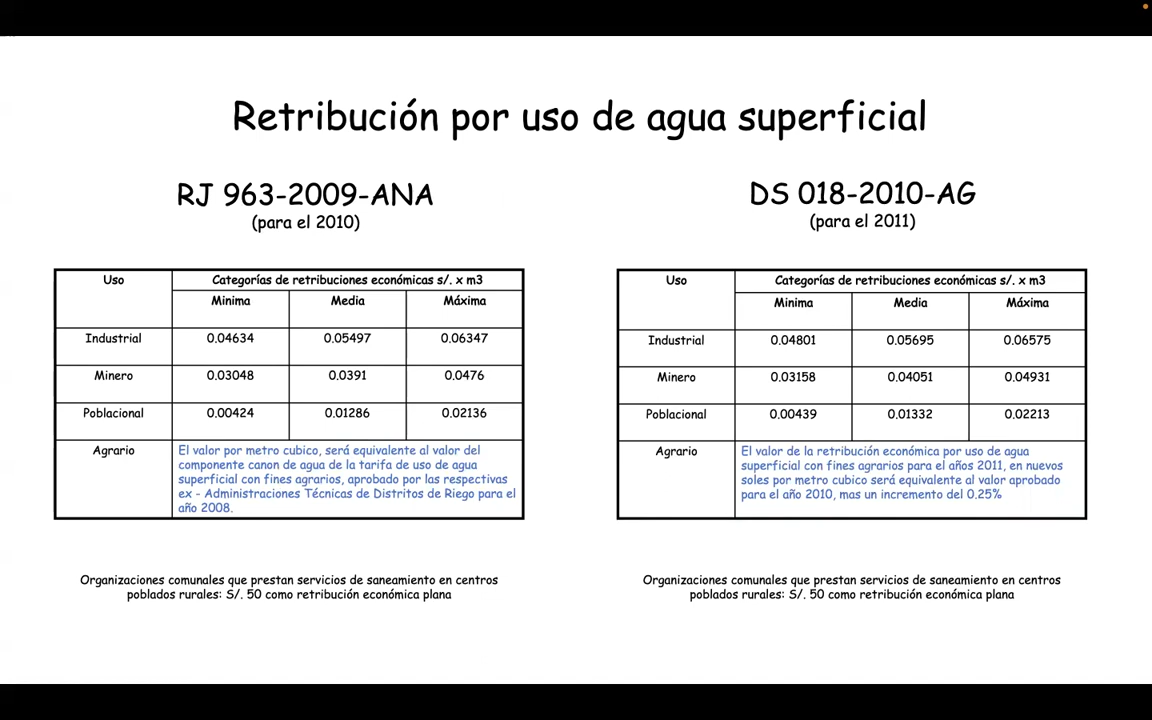 Retribución por uso de agua superficial
RJ 963-2009-ANA
(para el 2010)
Uso
Categorías de retribuciones económicas s/. x m3
Minima
Media
Máxima
Industrial
0.04634
0.05497
0.06347
Minero
0.03048
0.0391
0.0476
Poblacional
0.00424
0.01286
0.02136
Agrario
El valor por metro cubico, será equivalente al valor del
componente canon de agua de la tarifa de uso de agua
superficial con fines agrarios, aprobado por las respectivas
ex - Administraciones Técnicas de Distritos de Riego para el
año 2008.
Organizaciones comunales que prestan servicios de saneamiento en centros
poblados rurales: S/. 50 como retribución económica plana
DS 018-2010-AG
(para el 2011)
Uso
Categorías de retribuciones económicas s/. x m3
Minima
Media
Máxima
Industrial
0.04801
0.05695
0.06575
Minero
0.03158
0.04051
0.04931
Poblacional
0.00439
0.01332
0.02213
Agrario
El valor de la retribución económica por uso de agua
superficial con fines agrarios para el años 2011, en nuevos
soles por metro cubico será equivalente al valor aprobado
para el año 2010, mas un incremento del 0.25%
Organizaciones comunales que prestan servicios de saneamiento en centros
poblados rurales: S/. 50 como retribución económica plana